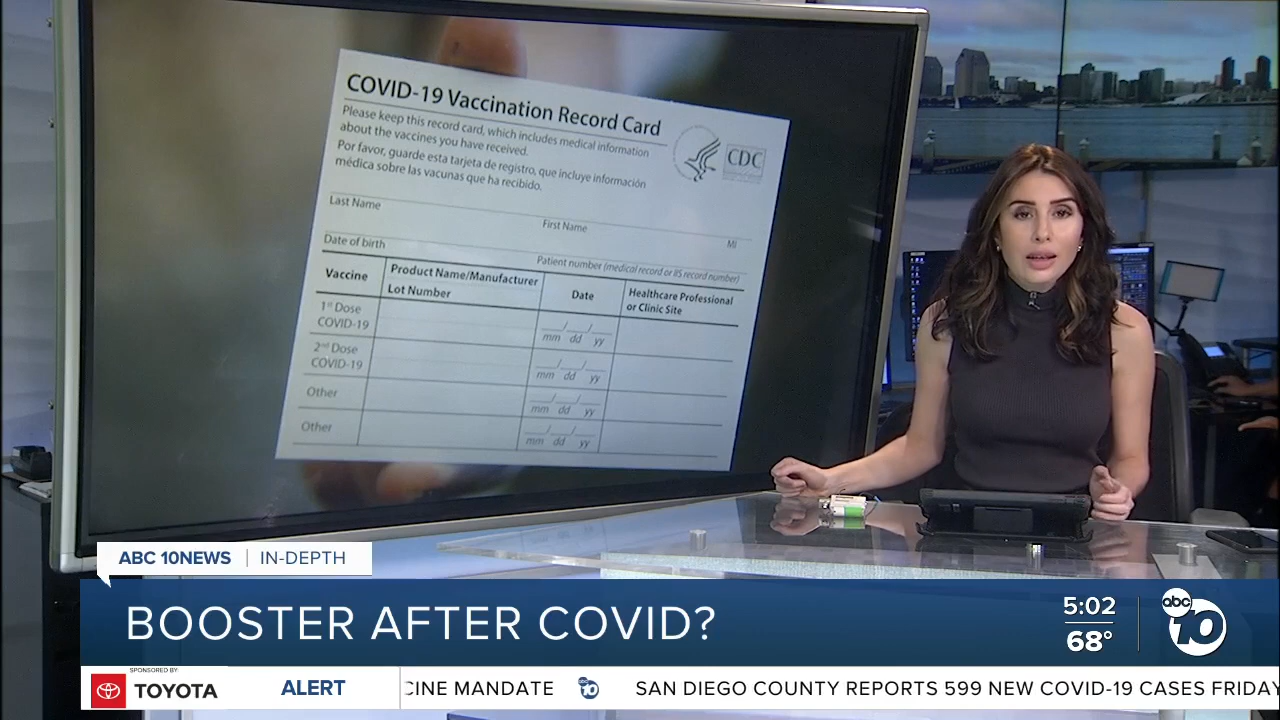 COVID-19 Vaccination Record Card
Please keep this record card, which includes medical information
about the vaccines you have received.
Por favor, guarde esta tarjeta de registro, que incluye información
médica sobre las vacunas que ha recibido.
CDC
Last Name
First Name
MI
Date of birth
Patient number (medical record or IIS record number)
Vaccine
Product Name/Manufacturer
Lot Number
Date
Healthcare Professional
or Clinic Site
1st Dose
COVID-19
mm dd yy
2nd Dose
COVID-19
mm dd yy
Other
mm dd yy
Other
mm dd yy
ABC 10NEWS | IN-DEPTH
BOOSTER AFTER COVID?
5:02
68°
abc
10
SPONSORED BY:
TOYOTA
ALERT
CINE MANDATE
abc 10
SAN DIEGO COUNTY REPORTS 599 NEW COVID-19 CASES FRIDAY